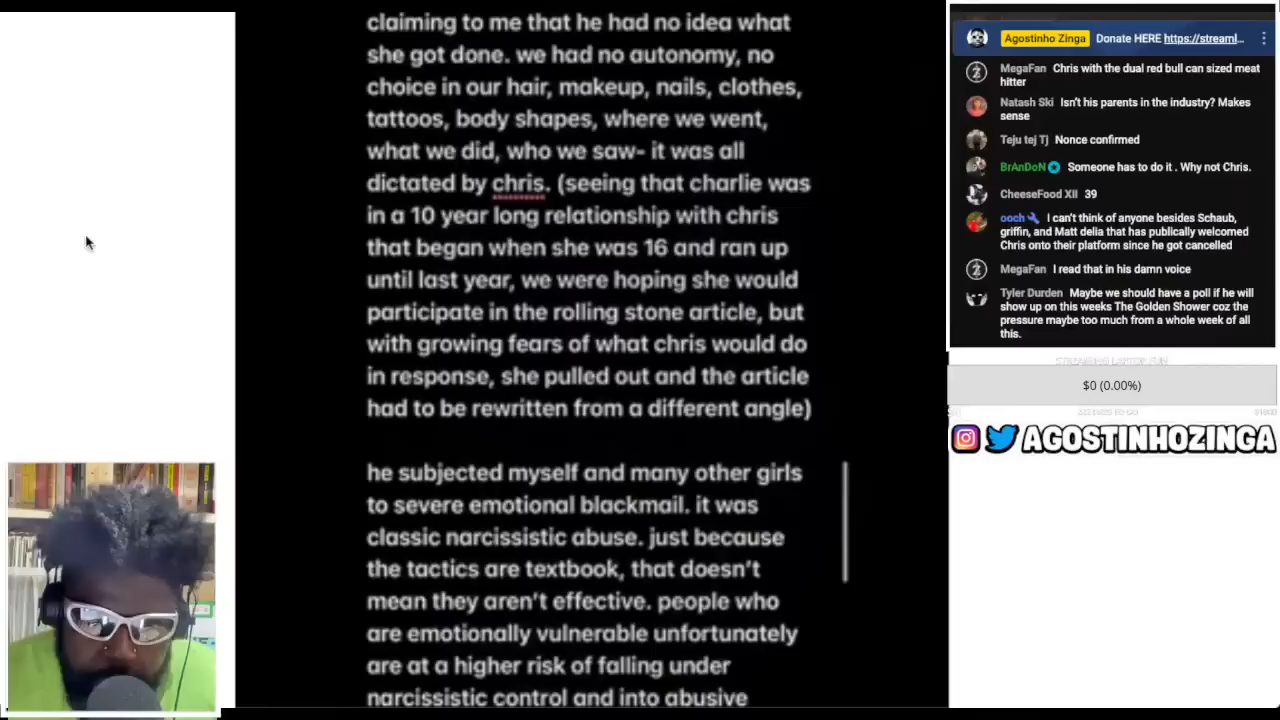 claiming to me that he had no idea what
she got done. we had no autonomy, no
choice in our hair, makeup, nails, clothes,
tattoos, body shapes, where we went,
what we did, who we saw- it was all
dictated by chris. (seeing that charlie was
in a 10 year long relationship with chris
that began when she was 16 and ran up
until last year, we were hoping she would
participate in the rolling stone article, but
with growing fears of what chris would do
in response, she pulled out and the article
had to be rewritten from a different angle)
he subjected myself and many other girls
to severe emotional blackmail. it was
classic narcissistic abuse. just because
the tactics are textbook, that doesn't
mean they aren't effective. people who
are emotionally vulnerable unfortunately
are at a higher risk of falling under
narcissistic control and into abusive
Agostinho Zinga Donate HERE https://streaml...
MegaFan Chris with the dual red bull can sized meat
hitter
Natash Ski Isn't his parents in the industry? Makes
sense
Teju tej Tj Nonce confirmed
BrAnDoN Someone has to do it . Why not Chris.
CheeseFood XII 39
ooch I can't think of anyone besides Schaub,
griffin, and Matt delia that has publically welcomed
Chris onto their platform since he got cancelled
MegaFan I read that in his damn voice
Tyler Durden Maybe we should have a poll if he will
show up on this weeks The Golden Shower coz the
pressure maybe too much from a whole week of all
this.
$0 (0.00%)
AGOSTINHOZINGA